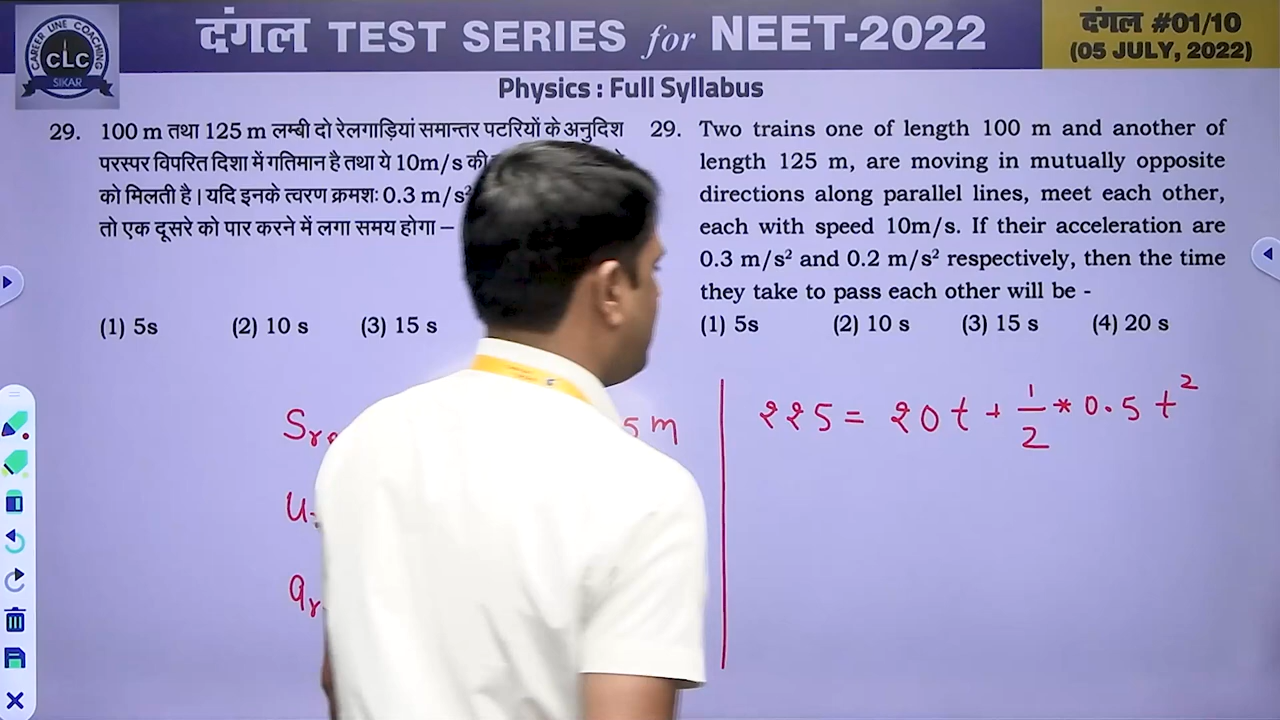 दंगल TEST SERIES for NEET-2022
दंगल #01/10
(05 JULY, 2022)
CAREER LINE COACHING
CLC
SIKAR
Physics : Full Syllabus
29. 100 m तथा 125 m लम्बी दो रेलगाड़ियां समान्तर पटरियों के अनुदिश
परस्पर विपरित दिशा में गतिमान है तथा ये 10m/s की
को मिलती है। यदि इनके त्वरण क्रमशः 0.3 m/s²
तो एक दूसरे को पार करने में लगा समय होगा –
(1) 5s (2) 10 s (3) 15 s
29. Two trains one of length 100 m and another of
length 125 m, are moving in mutually opposite
directions along parallel lines, meet each other,
each with speed 10m/s. If their acceleration are
0.3 m/s² and 0.2 m/s² respectively, then the time
they take to pass each other will be -
(1) 5s (2) 10 s (3) 15 s (4) 20 s
5 m
225 = 20t + 1/2 * 0.5 t²